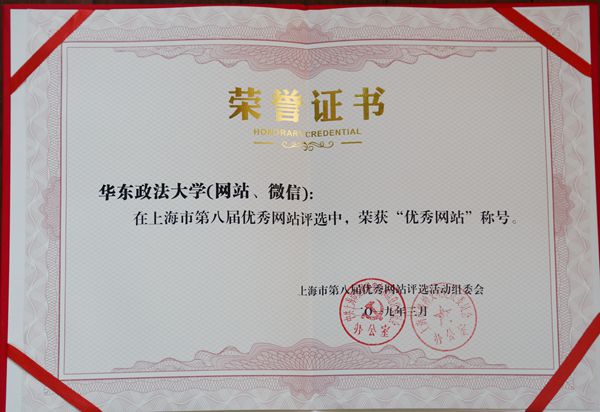 荣誉证书
HONORARY CREDENTIAL
华东政法大学(网站、微信):
在上海市第八届优秀网站评选中，荣获“优秀网站”称号。
上海市第八届优秀网站评选活动组委会
二〇一九年三月